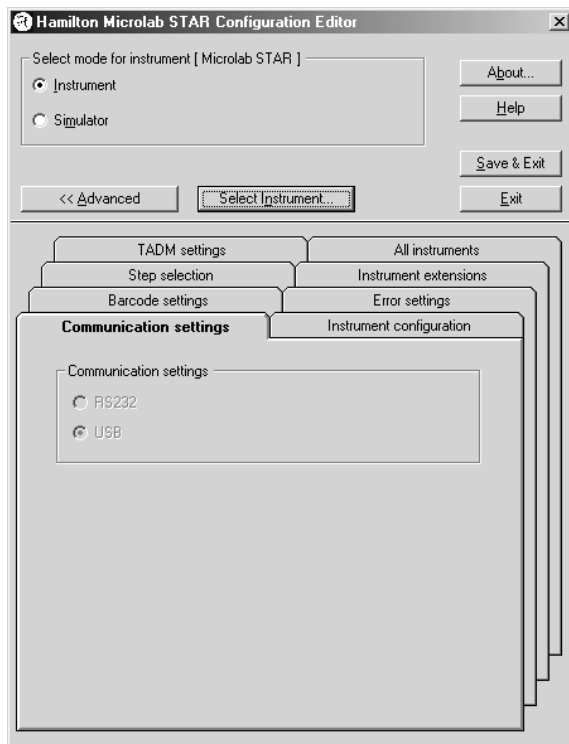 Hamilton Microlab STAR Configuration Editor
Select mode for instrument [ Microlab STAR ]
Instrument
Simulator
About...
Help
Save & Exit
<< Advanced
Select Instrument...
Exit
TADM settings
All instruments
Step selection
Instrument extensions
Barcode settings
Error settings
Communication settings
Instrument configuration
Communication settings
RS232
USB